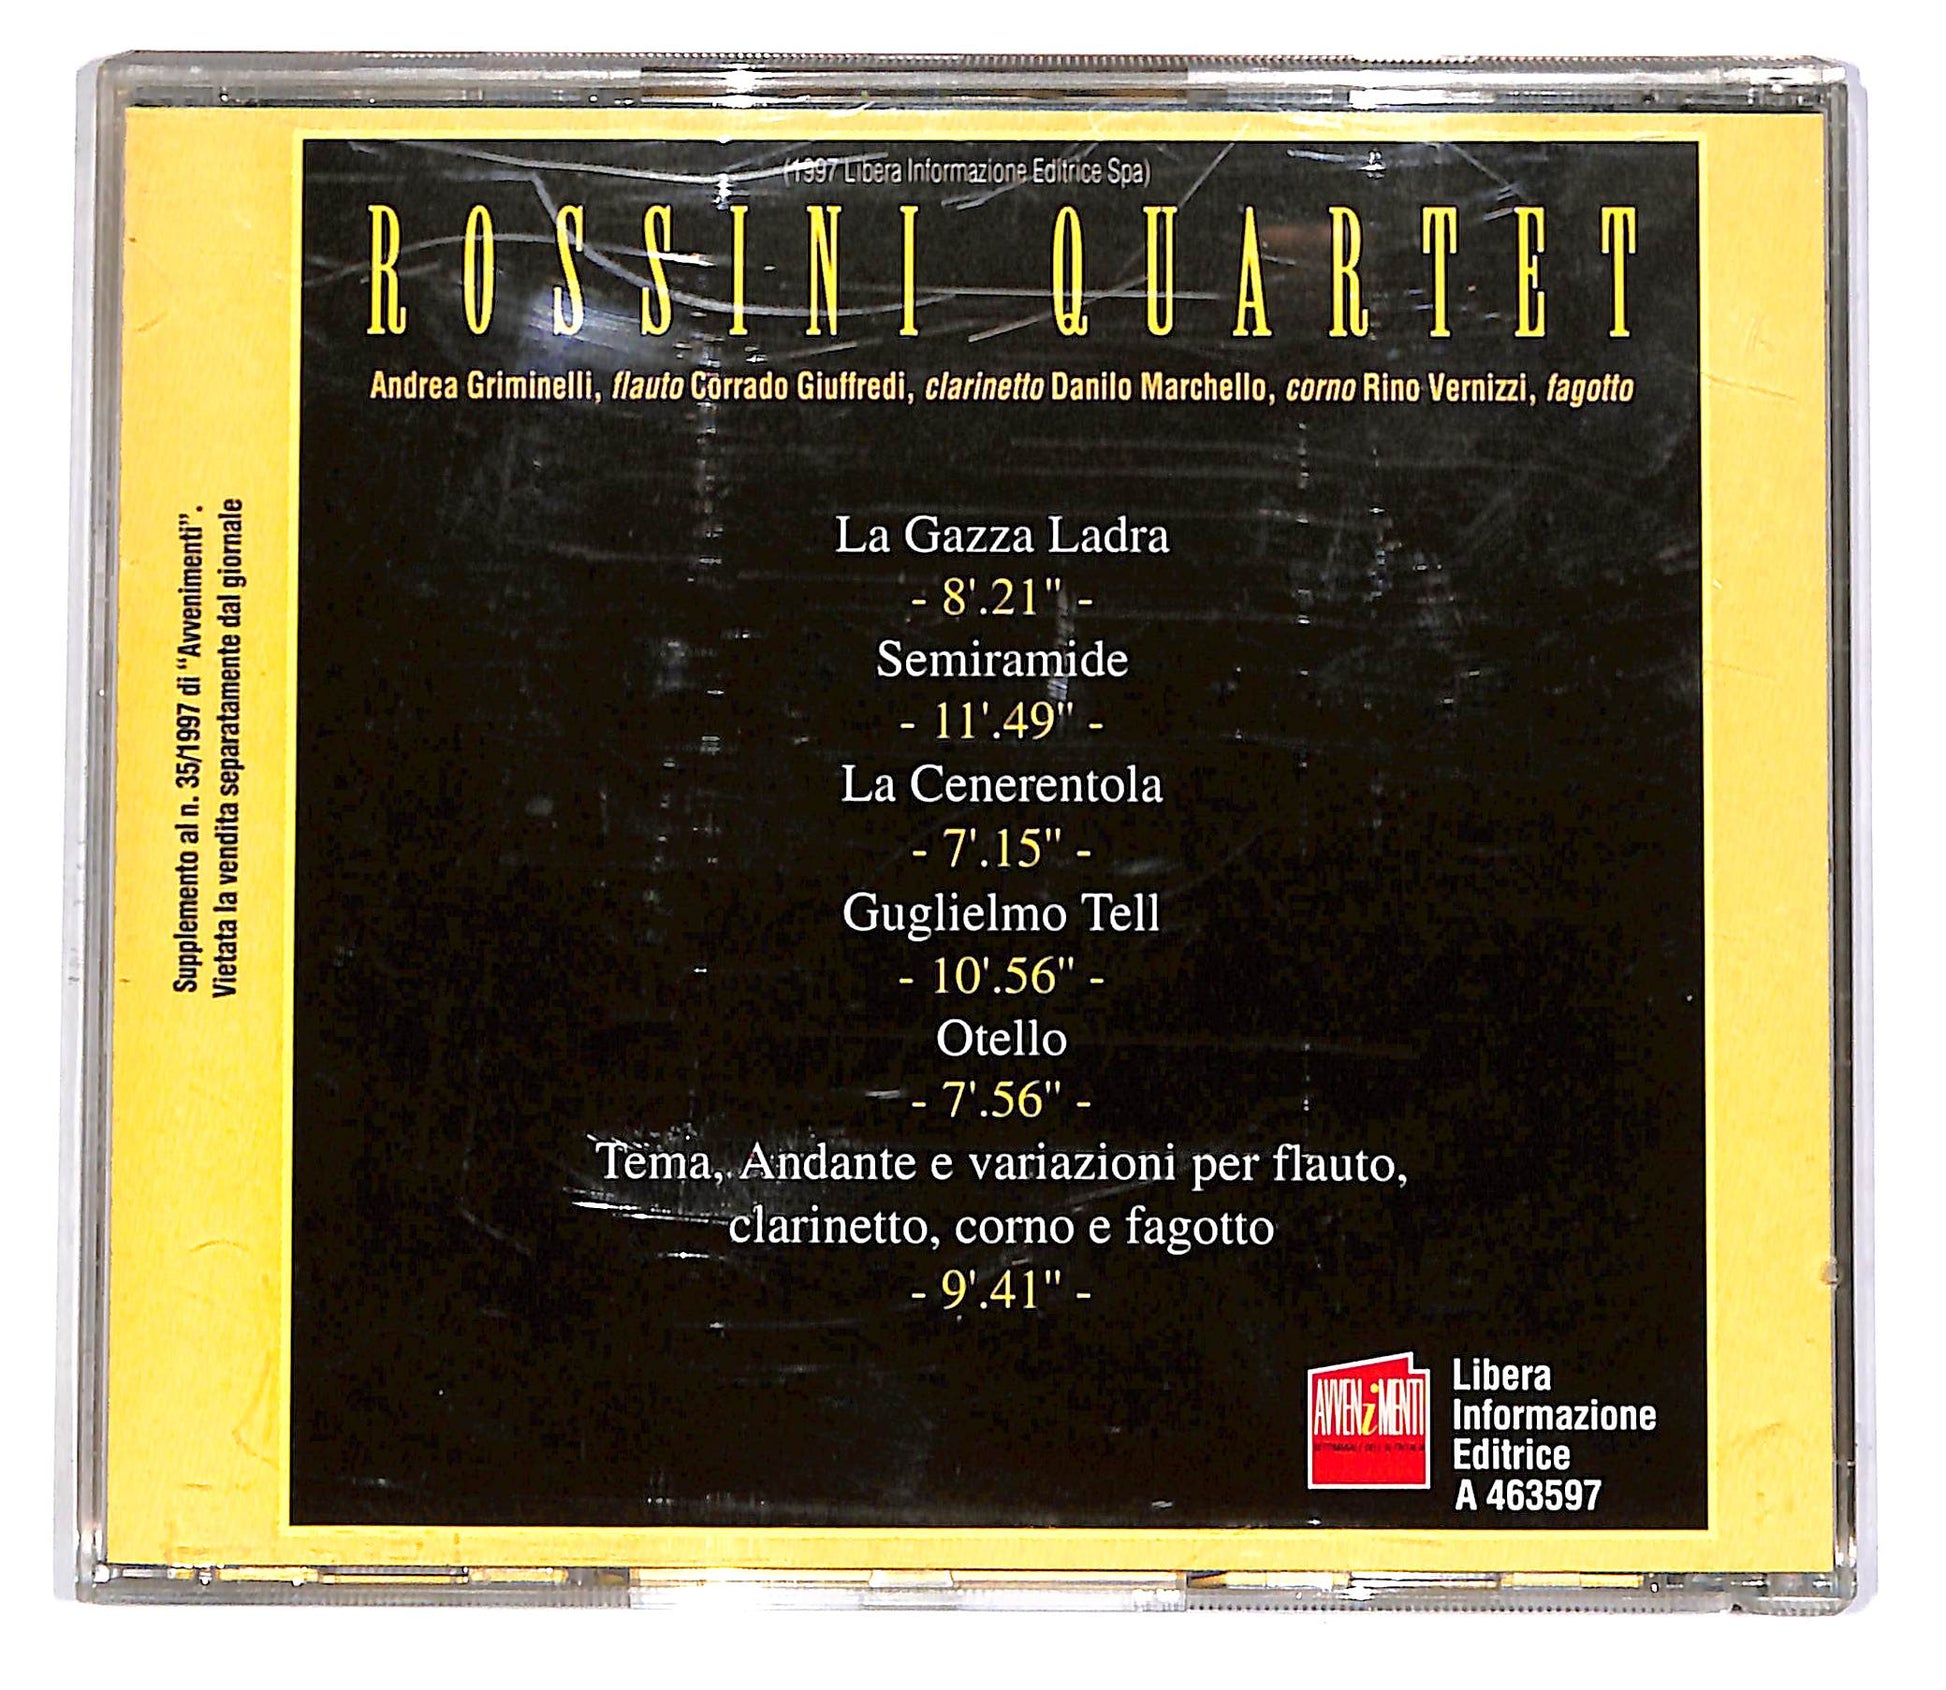 (1997 Libera Informazione Editrice Spa)
ROSSINI QUARTET
Andrea Griminelli, flauto Corrado Giuffredi, clarinetto Danilo Marchello, corno Rino Vernizzi, fagotto
La Gazza Ladra
- 8'.21" -
Semiramide
- 11'.49" -
La Cenerentola
- 7'.15" -
Guglielmo Tell
- 10'.56" -
Otello
- 7'.56" -
Tema, Andante e variazioni per flauto,
clarinetto, corno e fagotto
- 9'.41" -
AVVENiMENTI
Libera
Informazione
Editrice
A 463597
Supplemento al n. 35/1997 di “Avvenimenti”.
Vietata la vendita separatamente dal giornale